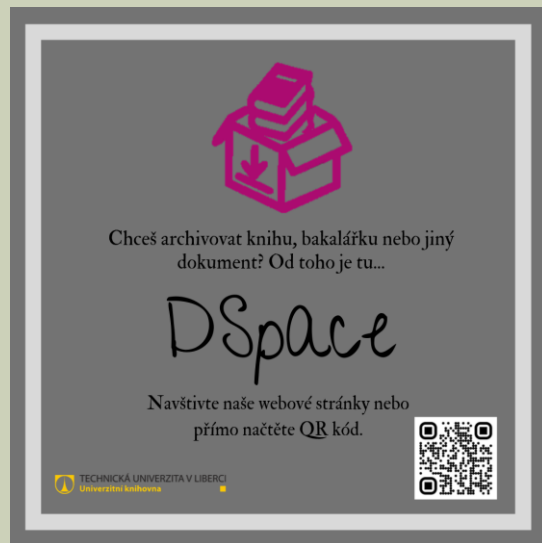 Chceš archivovat knihu, bakalářku nebo jiný
dokument? Od toho je tu...
DSpace
Navštivte naše webové stránky nebo
přímo načtěte QR kód.
TECHNICKÁ UNIVERZITA V LIBERCI
Univerzitní knihovna